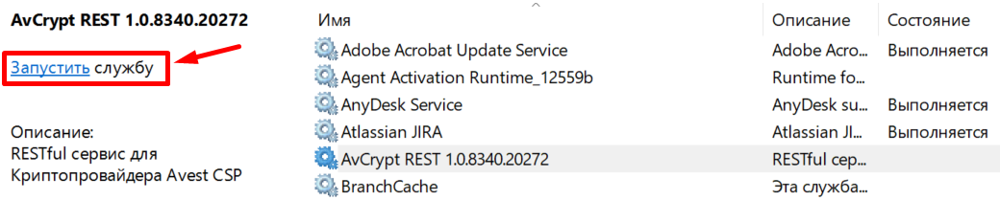 AvCrypt REST 1.0.8340.20272
Запустить службу
Описание:
RESTful сервис для
Криптопровайдера Avest CSP
Имя Описание Состояние
Adobe Acrobat Update Service Adobe Acro... Выполняется
Agent Activation Runtime_12559b Runtime fo...
AnyDesk Service AnyDesk su... Выполняется
Atlassian JIRA Atlassian JI... Выполняется
AvCrypt REST 1.0.8340.20272 RESTful сер...
BranchCache Эта служба...